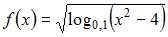 f(x) = √(log₀,₁(x² − 4))